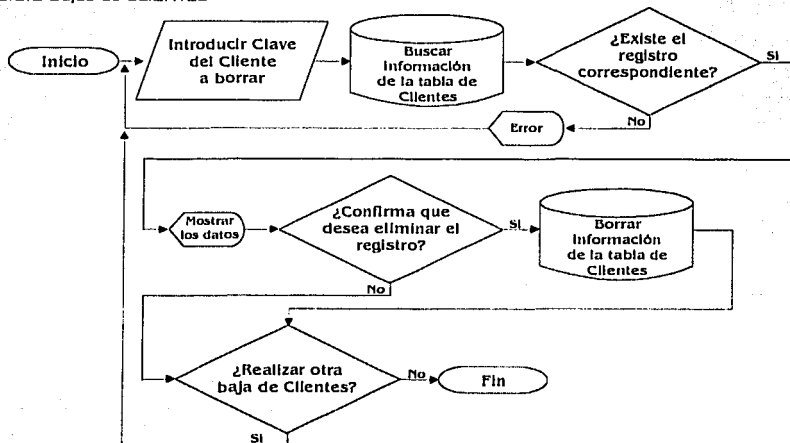 Inicio
Introducir Clave
del Cliente
a borrar
Buscar
Información
de la tabla de
Clientes
¿Existe el
registro
correspondiente?
Si
No
Error
Mostrar
los datos
¿Confirma que
desea eliminar el
registro?
Si
Borrar
Información
de la tabla de
Clientes
No
¿Realizar otra
baja de Clientes?
No
Fin
Si